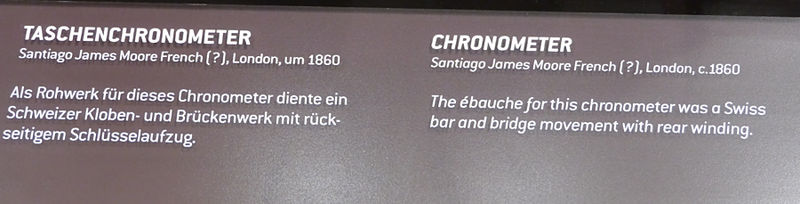 TASCHENCHRONOMETER
Santiago James Moore French (?), London, um 1860
Als Rohwerk für dieses Chronometer diente ein
Schweizer Kloben- und Brückenwerk mit rück-
seitigem Schlüsselaufzug.
CHRONOMETER
Santiago James Moore French (?), London, c.1860
The ébauche for this chronometer was a Swiss
bar and bridge movement with rear winding.